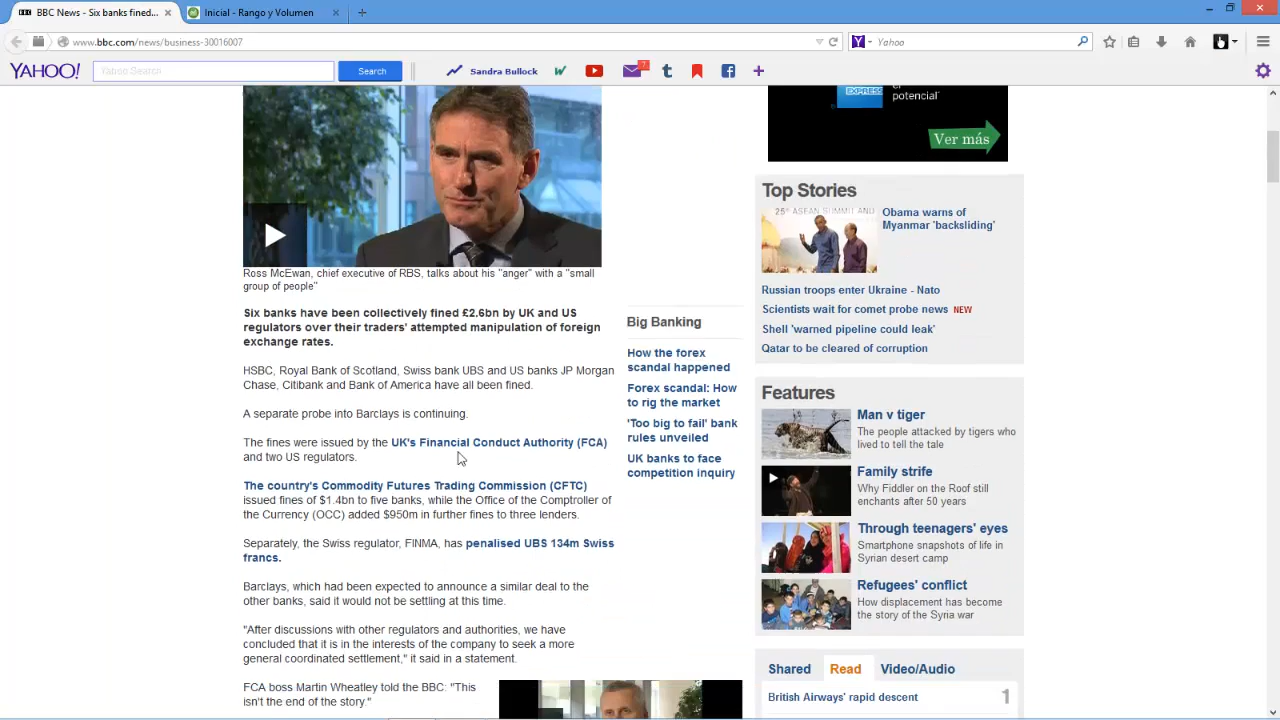 BBC News - Six banks fined...
Inicial - Rango y Volumen
www.bbc.com/news/business-30016007
Yahoo
YAHOO!
Yahoo Search
Search
Sandra Bullock
7
EXPRESS
potencial
Ver más
Ross McEwan, chief executive of RBS, talks about his "anger" with a "small
group of people"
Six banks have been collectively fined £2.6bn by UK and US
regulators over their traders' attempted manipulation of foreign
exchange rates.
HSBC, Royal Bank of Scotland, Swiss bank UBS and US banks JP Morgan
Chase, Citibank and Bank of America have all been fined.
A separate probe into Barclays is continuing.
The fines were issued by the UK's Financial Conduct Authority (FCA)
and two US regulators.
The country's Commodity Futures Trading Commission (CFTC)
issued fines of $1.4bn to five banks, while the Office of the Comptroller of
the Currency (OCC) added $950m in further fines to three lenders.
Separately, the Swiss regulator, FINMA, has penalised UBS 134m Swiss
francs.
Barclays, which had been expected to announce a similar deal to the
other banks, said it would not be settling at this time.
"After discussions with other regulators and authorities, we have
concluded that it is in the interests of the company to seek a more
general coordinated settlement," it said in a statement.
FCA boss Martin Wheatley told the BBC: "This
isn't the end of the story."
Big Banking
How the forex
scandal happened
Forex scandal: How
to rig the market
'Too big to fail' bank
rules unveiled
UK banks to face
competition inquiry
Top Stories
25th ASEAN SUMMIT AND
Obama warns of
Myanmar 'backsliding'
Russian troops enter Ukraine - Nato
Scientists wait for comet probe news NEW
Shell 'warned pipeline could leak'
Qatar to be cleared of corruption
Features
Man v tiger
The people attacked by tigers who
lived to tell the tale
Family strife
Why Fiddler on the Roof still
enchants after 50 years
Through teenagers' eyes
Smartphone snapshots of life in
Syrian desert camp
Refugees' conflict
How displacement has become
the story of the Syria war
Shared Read Video/Audio
British Airways' rapid descent 1